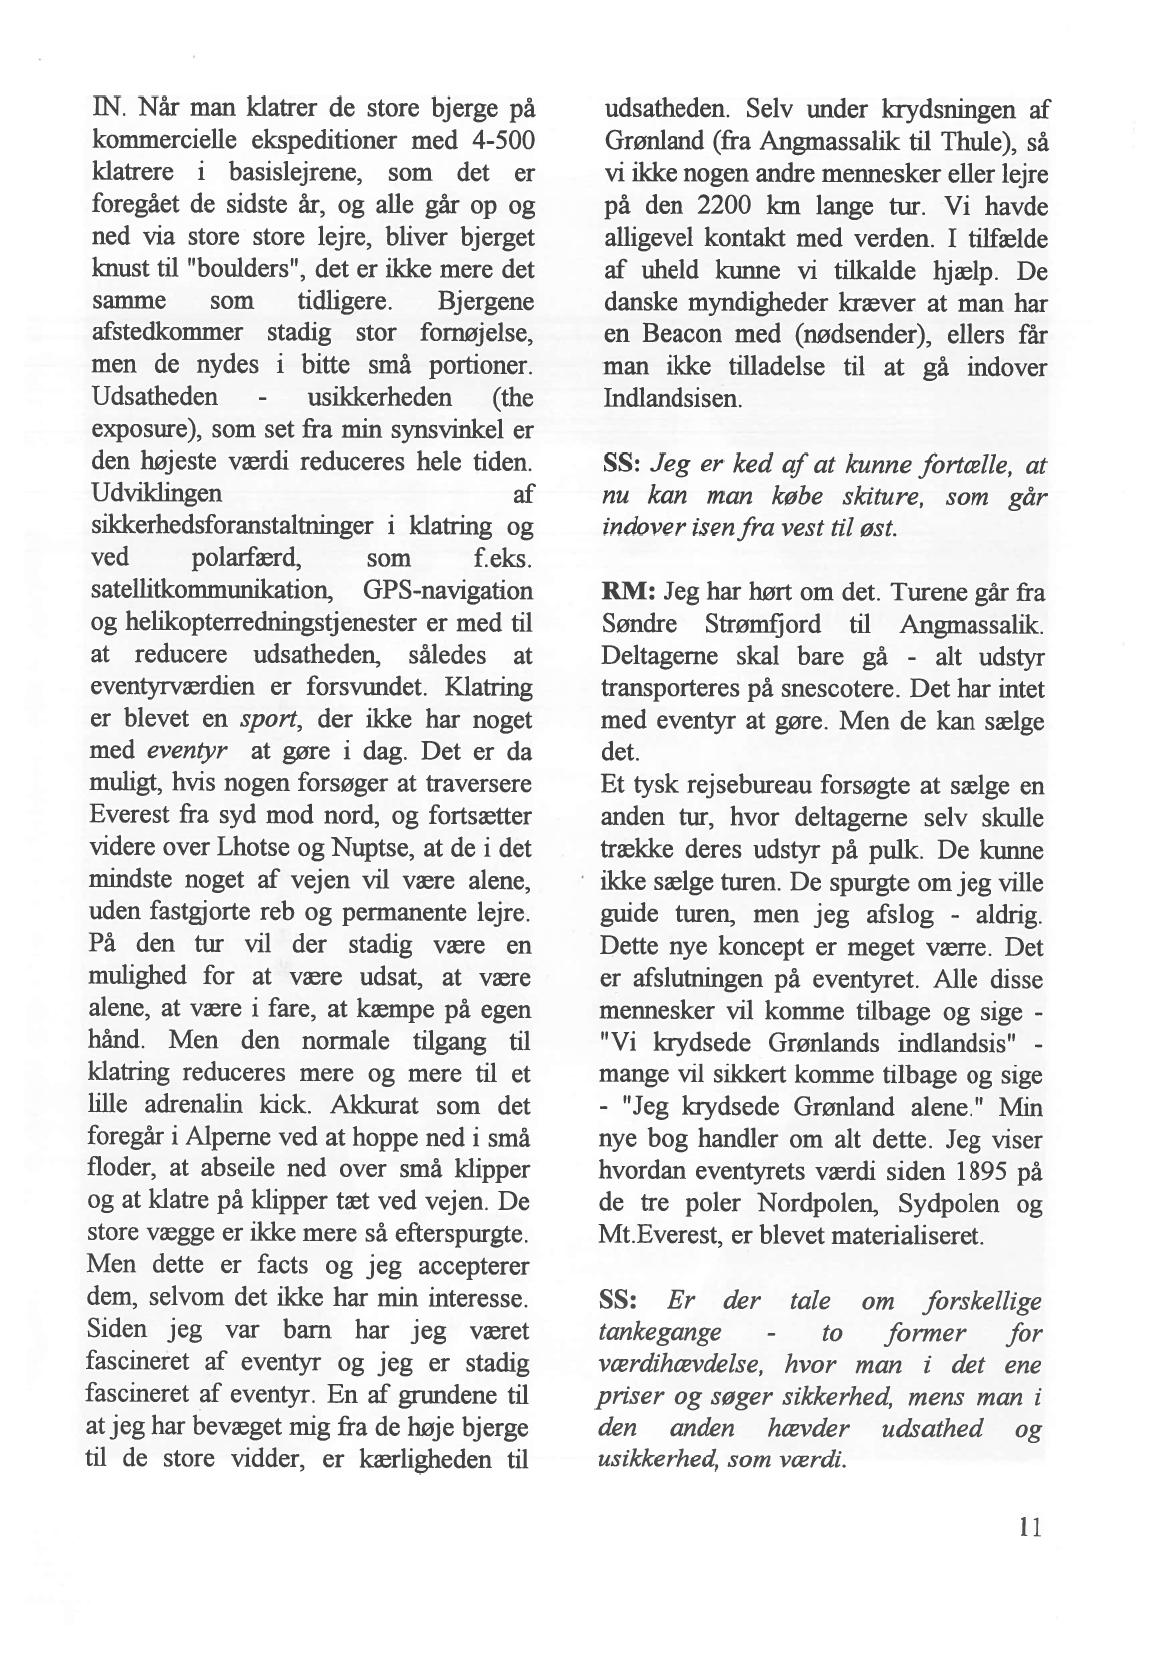 IN. Når man klatrer de store bjerge på
kommercielle ekspeditioner med 4-500
klatrere i basislejrene, som det er
foregået de sidste år, og alle går op og
ned via store store lejre, bliver bjerget
knust til "boulders", det er ikke mere det
samme som tidligere. Bjergene
afstedkommer stadig stor fornøjelse,
men de nydes i bitte små portioner.
Udsatheden - usikkerheden (the
exposure), som set fra min synsvinkel er
den højeste værdi reduceres hele tiden.
Udviklingen af
sikkerhedsforanstaltninger i klatring og
ved polarfærd, som f.eks.
satellitkommunikation, GPS-navigation
og helikopterredningstjenester er med til
at reducere udsatheden, således at
eventyrværdien er forsvundet. Klatring
er blevet en sport, der ikke har noget
med eventyr at gøre i dag. Det er da
muligt, hvis nogen forsøger at traversere
Everest fra syd mod nord, og fortsætter
videre over Lhotse og Nuptse, at de i det
mindste noget af vejen vil være alene,
uden fastgjorte reb og permanente lejre.
På den tur vil der stadig være en
mulighed for at være udsat, at være
alene, at være i fare, at kæmpe på egen
hånd. Men den normale tilgang til
klatring reduceres mere og mere til et
lille adrenalin kick. Akkurat som det
foregår i Alperne ved at hoppe ned i små
floder, at abseile ned over små klipper
og at klatre på klipper tæt ved vejen. De
store vægge er ikke mere så efterspurgte.
Men dette er facts og jeg accepterer
dem, selvom det ikke har min interesse.
Siden jeg var barn har jeg været
fascineret af eventyr og jeg er stadig
fascineret af eventyr. En af grundene til
at jeg har bevæget mig fra de høje bjerge
til de store vidder, er kærligheden til
udsatheden. Selv under krydsningen af
Grønland (fra Angmassalik til Thule), så
vi ikke nogen andre mennesker eller lejre
på den 2200 km lange tur. Vi havde
alligevel kontakt med verden. I tilfælde
af uheld kunne vi tilkalde hjælp. De
danske myndigheder kræver at man har
en Beacon med (nødsender), ellers får
man ikke tilladelse til at gå indover
Indlandsisen.
SS: Jeg er ked af at kunne fortælle, at
nu kan man købe skiture, som går
indover isen fra vest til øst.
RM: Jeg har hørt om det. Turene går fra
Søndre Strømfjord til Angmassalik.
Deltagerne skal bare gå - alt udstyr
transporteres på snescotere. Det har intet
med eventyr at gøre. Men de kan sælge
det.
Et tysk rejsebureau forsøgte at sælge en
anden tur, hvor deltagerne selv skulle
trække deres udstyr på pulk. De kunne
ikke sælge turen. De spurgte om jeg ville
guide turen, men jeg afslog - aldrig.
Dette nye koncept er meget værre. Det
er afslutningen på eventyret. Alle disse
mennesker vil komme tilbage og sige -
"Vi krydsede Grønlands indlandsis" -
mange vil sikkert komme tilbage og sige
- "Jeg krydsede Grønland alene." Min
nye bog handler om alt dette. Jeg viser
hvordan eventyrets værdi siden 1895 på
de tre poler Nordpolen, Sydpolen og
Mt.Everest, er blevet materialiseret.
SS: Er der tale om forskellige
tankegange - to former for
værdihævdelse, hvor man i det ene
priser og søger sikkerhed, mens man i
den anden hævder udsathed og
usikkerhed, som værdi.
11